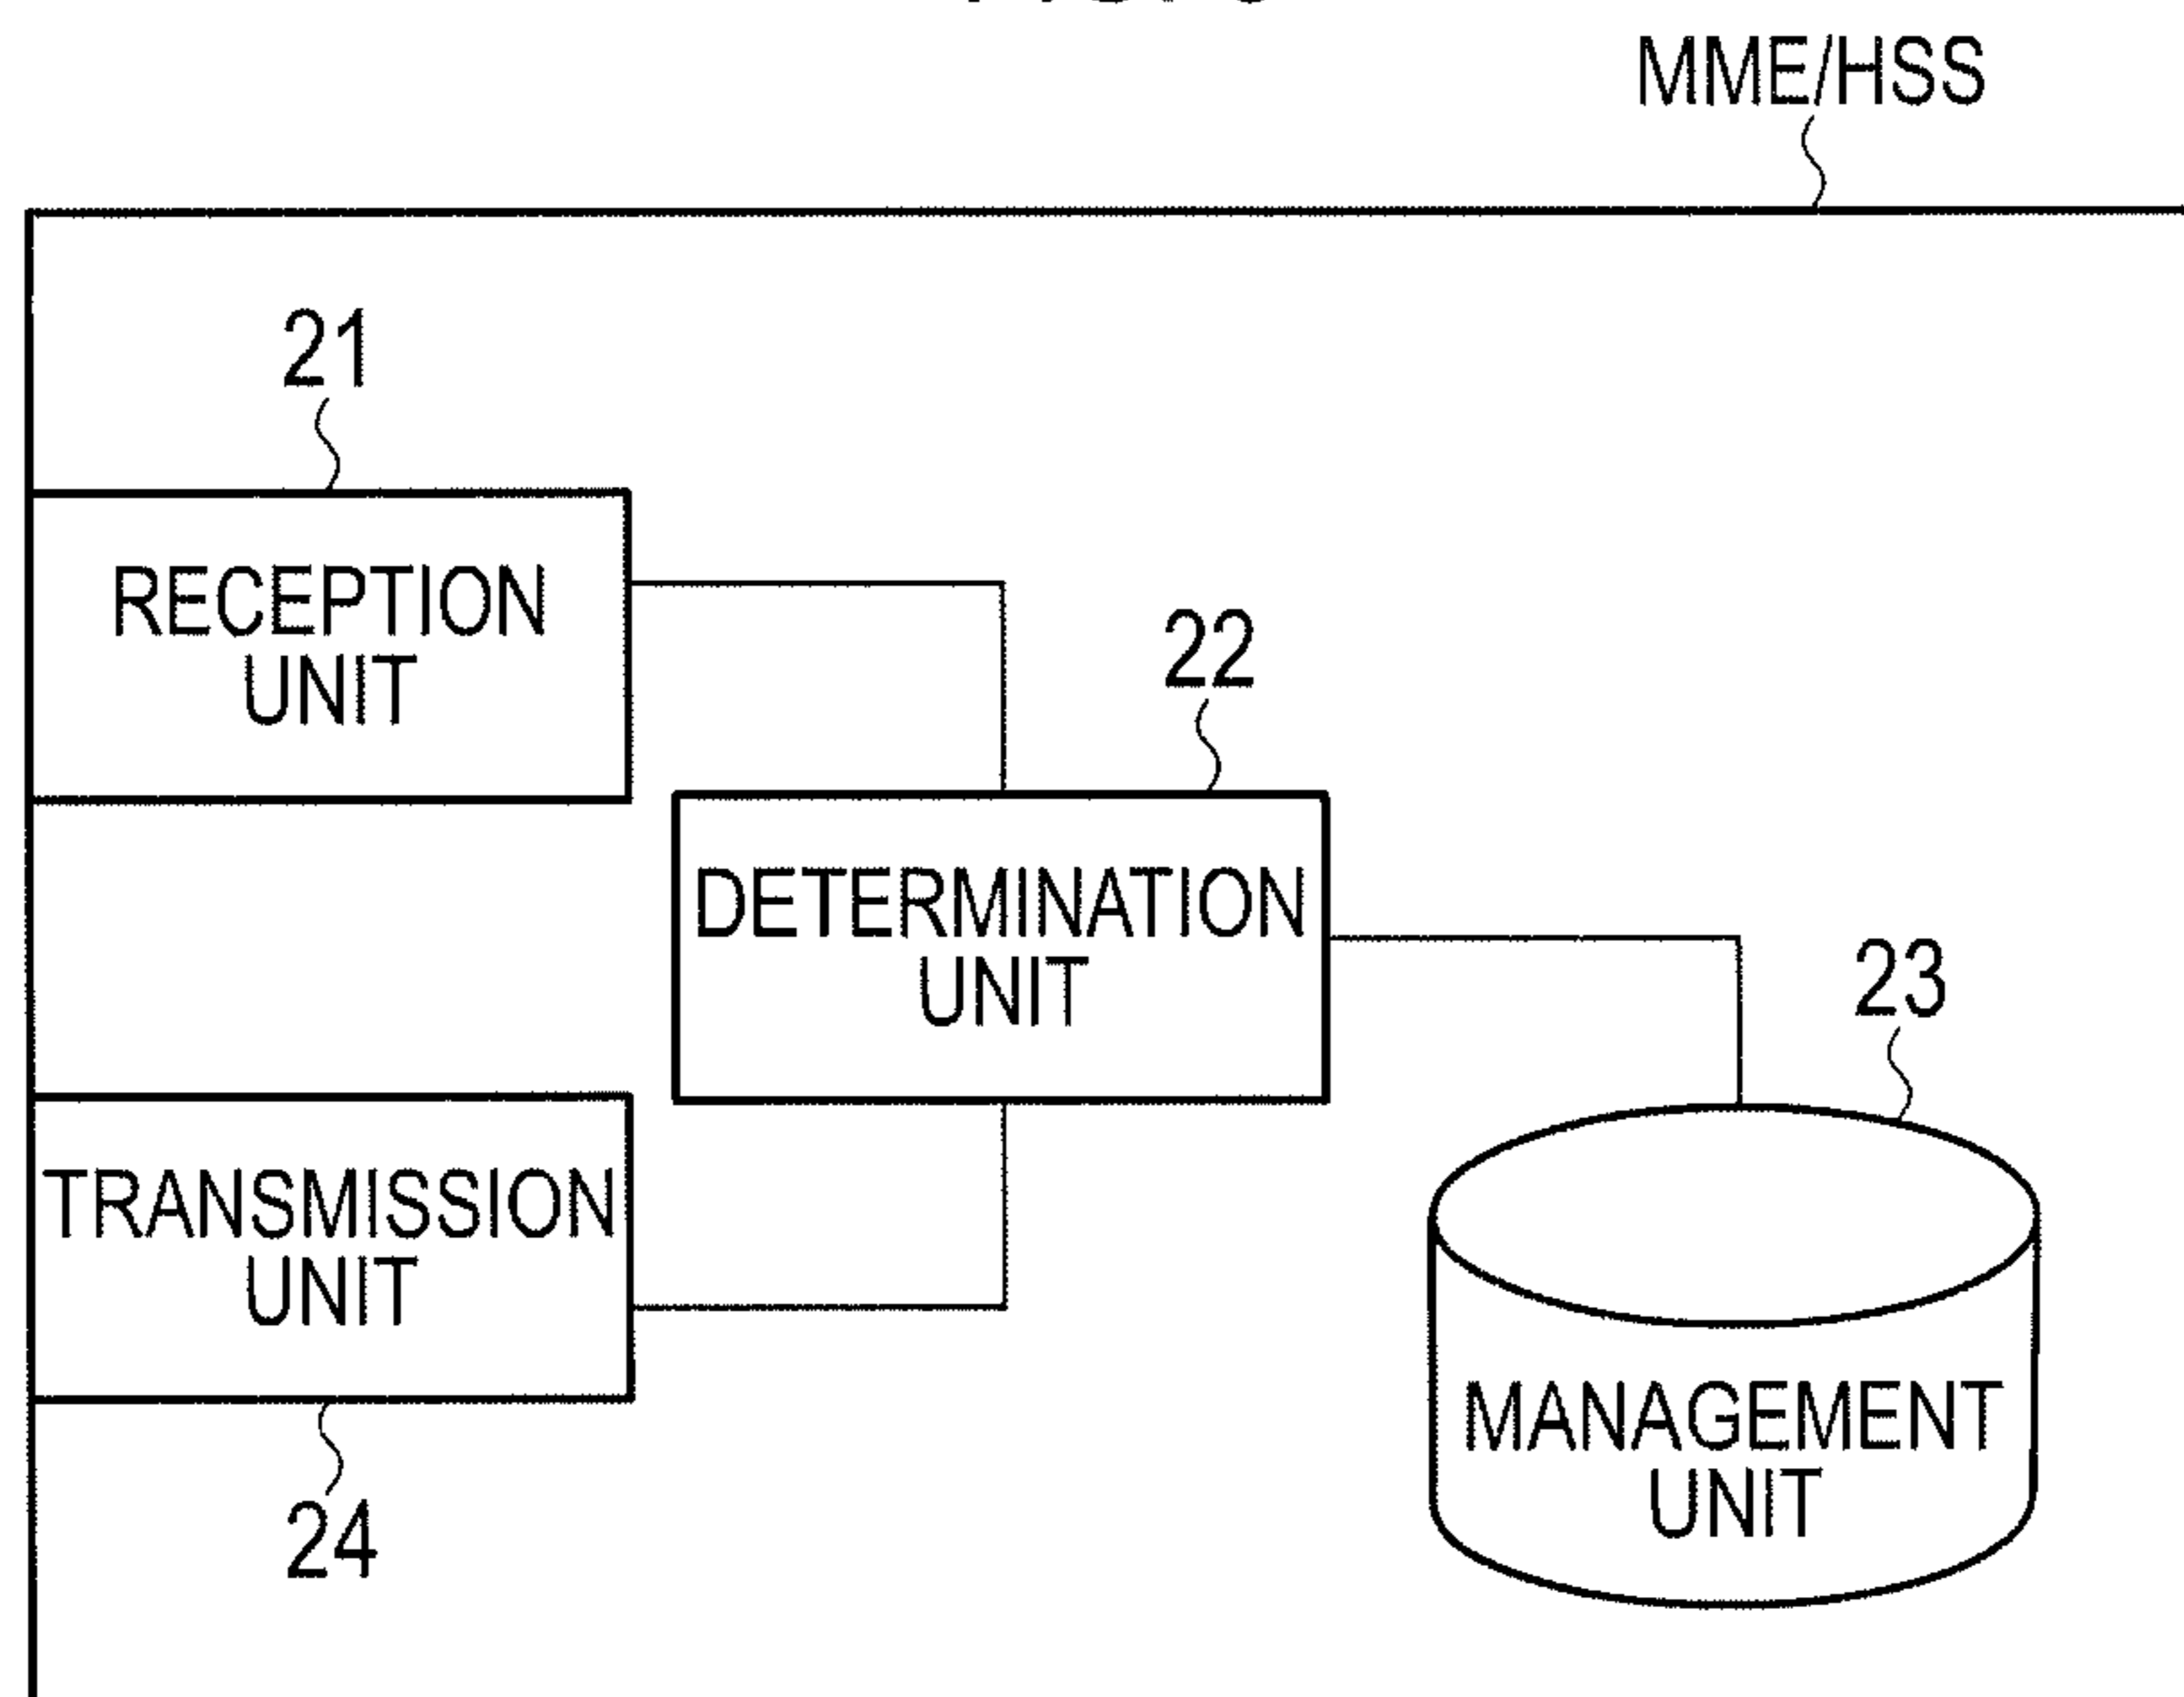 MME/HSS
21
RECEPTION
UNIT
22
DETERMINATION
UNIT
23
TRANSMISSION
UNIT
MANAGEMENT
UNIT
24